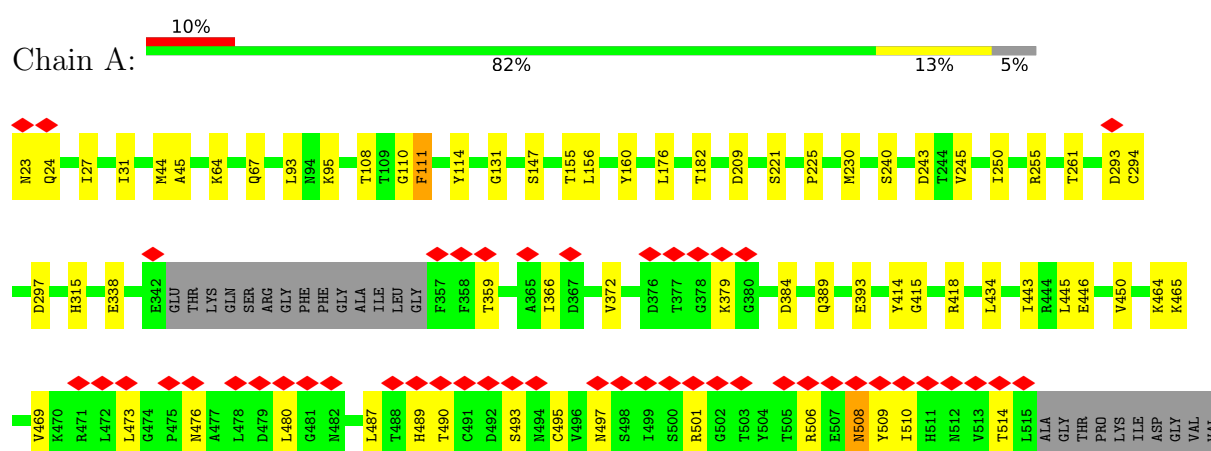 10%
Chain A:
82% 13% 5%
N23 Q24 I27 I31 M44 A45 K64 Q67 L93 N94 K95 T108 T109 G110 F111 Y114 G131 S147 T155 L156 Y160 L176 T182 D209 S221 P225 M230 S240 D243 T244 V245 I250 R255 T261 D293 C294
D297 H315 E338 E342 GLU THR LYS GLN SER ARG GLY PHE PHE GLY ALA ILE LEU GLY F357 F358 T359 A365 I366 D367 V372 D376 T377 G378 K379 G380 D384 Q389 E393 Y414 G415 R418 L434 I443 R444 L445 E446 V450 K464 K465
V469 K470 R471 L472 L473 G474 P475 N476 A477 L478 D479 L480 G481 N482 L487 T488 H489 T490 C491 D492 S493 N494 C495 V496 N497 S498 I499 S500 R501 G502 T503 Y504 T505 R506 E507 N508 Y509 I510 H511 N512 V513 T514 L515 ALA GLY THR PRO LYS ILE ASP GLY VAL